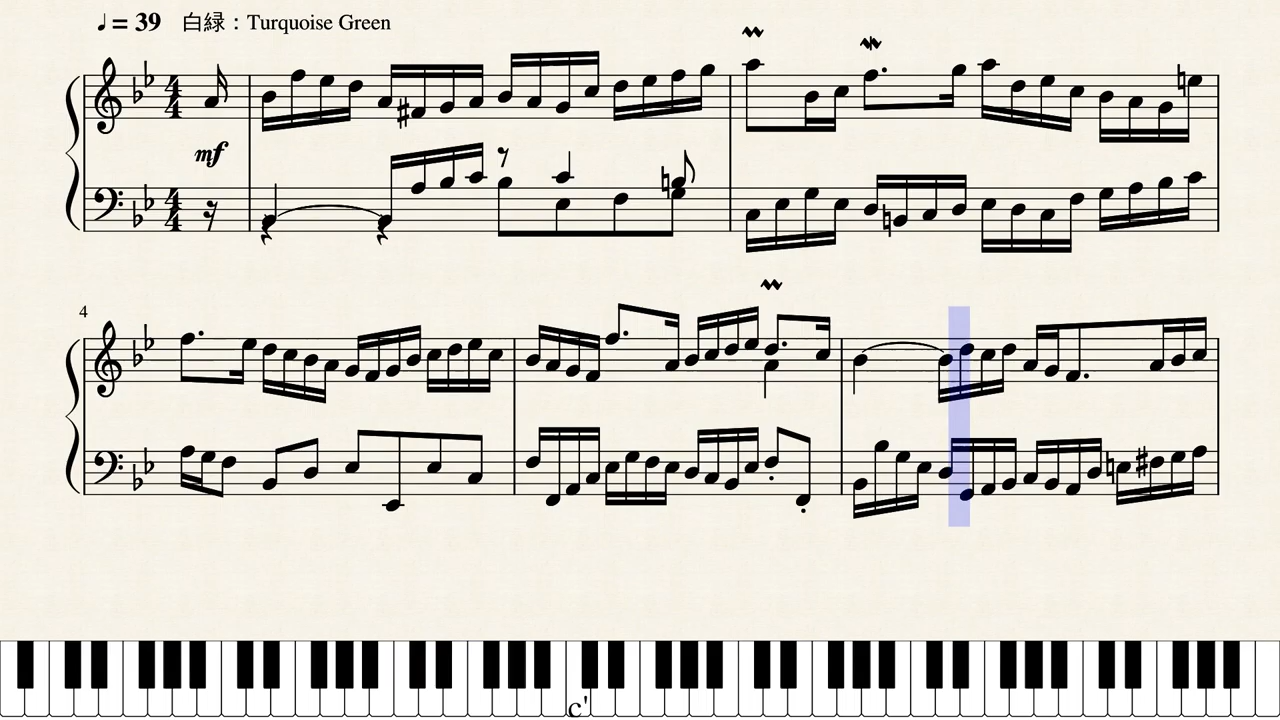 ♩ = 39 白緑：Turquoise Green
mf
4
c'